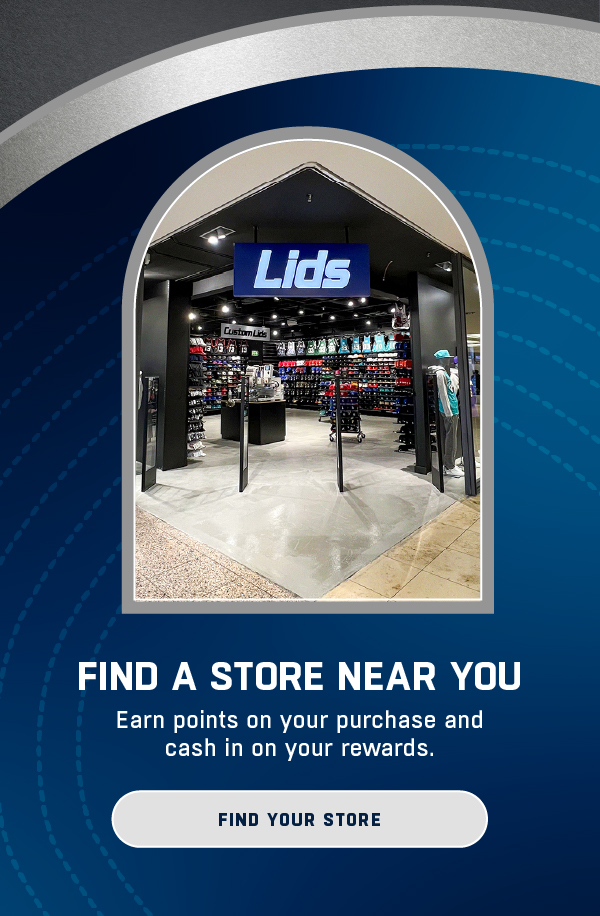 Lids
Custom Lids
FIND A STORE NEAR YOU
Earn points on your purchase and
cash in on your rewards.
FIND YOUR STORE